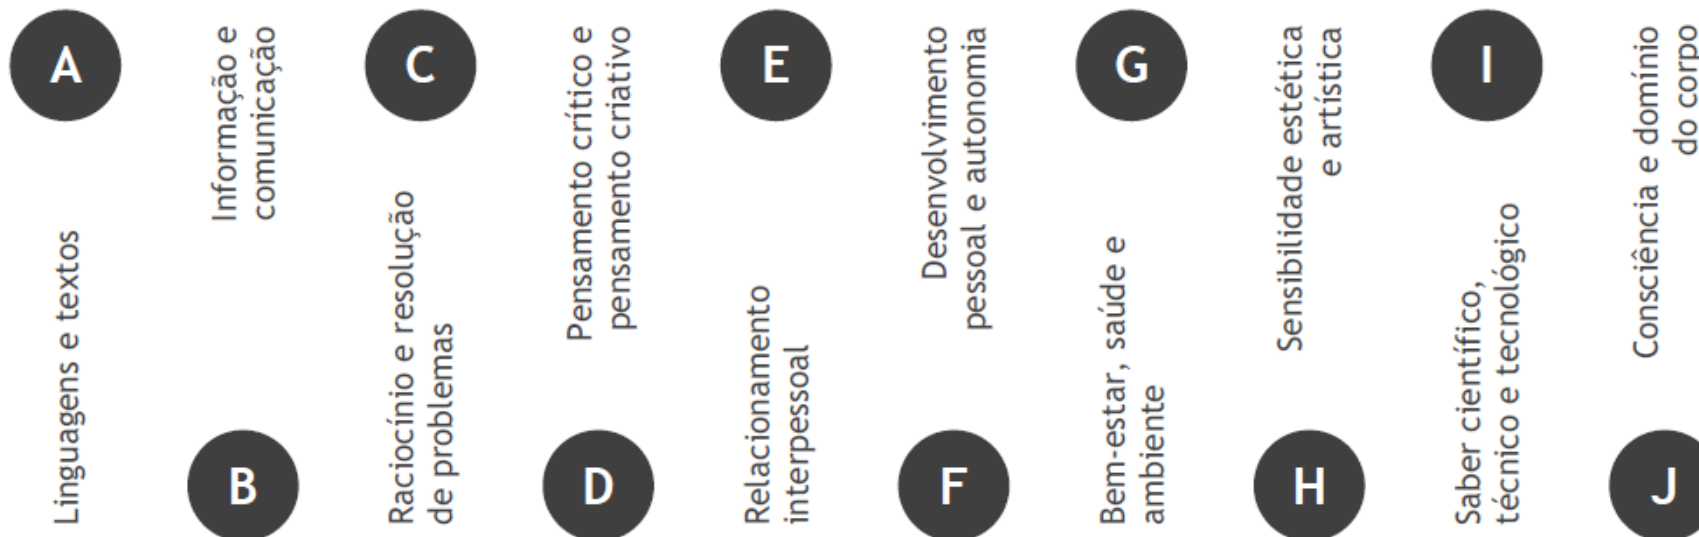 A
Linguagens e textos
B
Informação e
comunicação
C
Raciocínio e resolução
de problemas
D
Pensamento crítico e
pensamento criativo
E
Relacionamento
interpessoal
F
Desenvolvimento
pessoal e autonomia
G
Bem-estar, saúde e
ambiente
H
Sensibilidade estética
e artística
I
Saber científico,
técnico e tecnológico
J
Consciência e domínio
do corpo